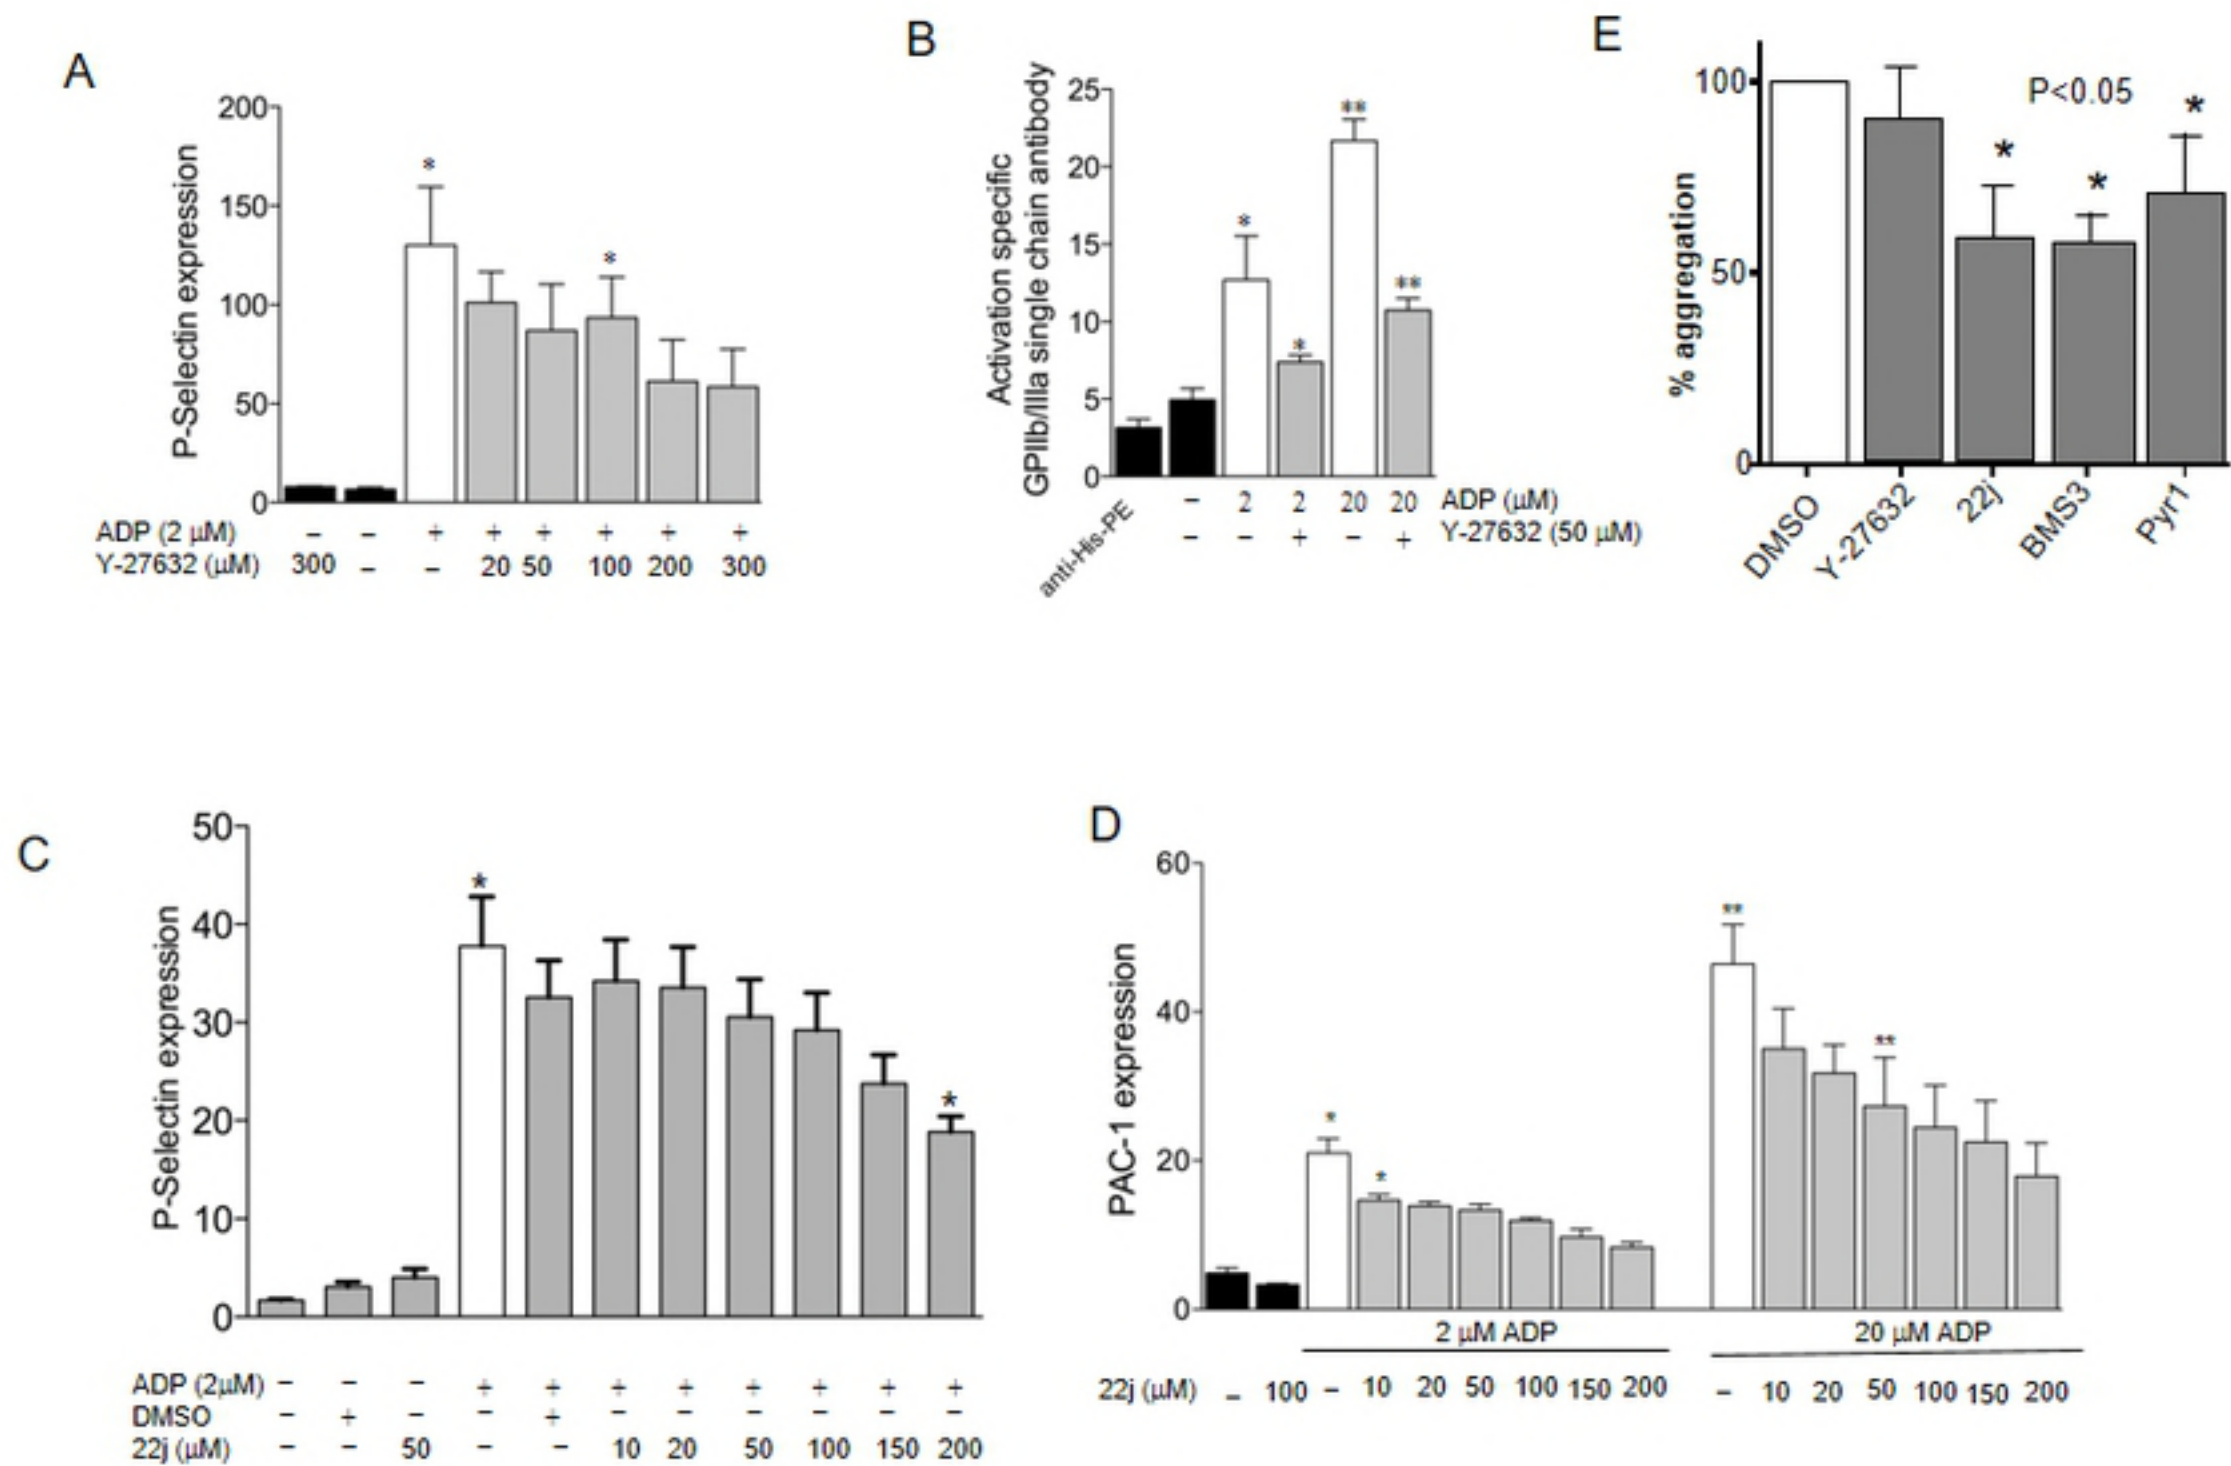 A
P-Selectin expression
200
150
100
50
0
*
*
ADP (2 µM) – – + + + + + +
Y-27632 (µM) 300 – – 20 50 100 200 300
B
Activation specific
GPIIb/IIIa single chain antibody
25
20
15
10
5
0
*
*
**
**
anti-His-PE
– 2 2 20 20 ADP (µM)
– – + – + Y-27632 (50 µM)
E
% aggregation
100
50
0
P<0.05
*
*
*
DMSO
Y-27632
22j
BMS3
Pyr1
C
P-Selectin expression
50
40
30
20
10
0
*
*
ADP (2µM) – – – + + + + + + + +
DMSO – + – – + – – – – – –
22j (µM) – – 50 – – 10 20 50 100 150 200
D
PAC-1 expression
60
40
20
0
*
*
**
**
2 µM ADP
20 µM ADP
22j (µM) – 100 – 10 20 50 100 150 200 – 10 20 50 100 150 200